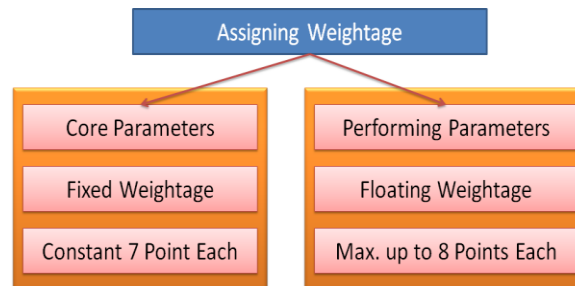 Assigning Weightage
Core Parameters
Fixed Weightage
Constant 7 Point Each
Performing Parameters
Floating Weightage
Max. up to 8 Points Each